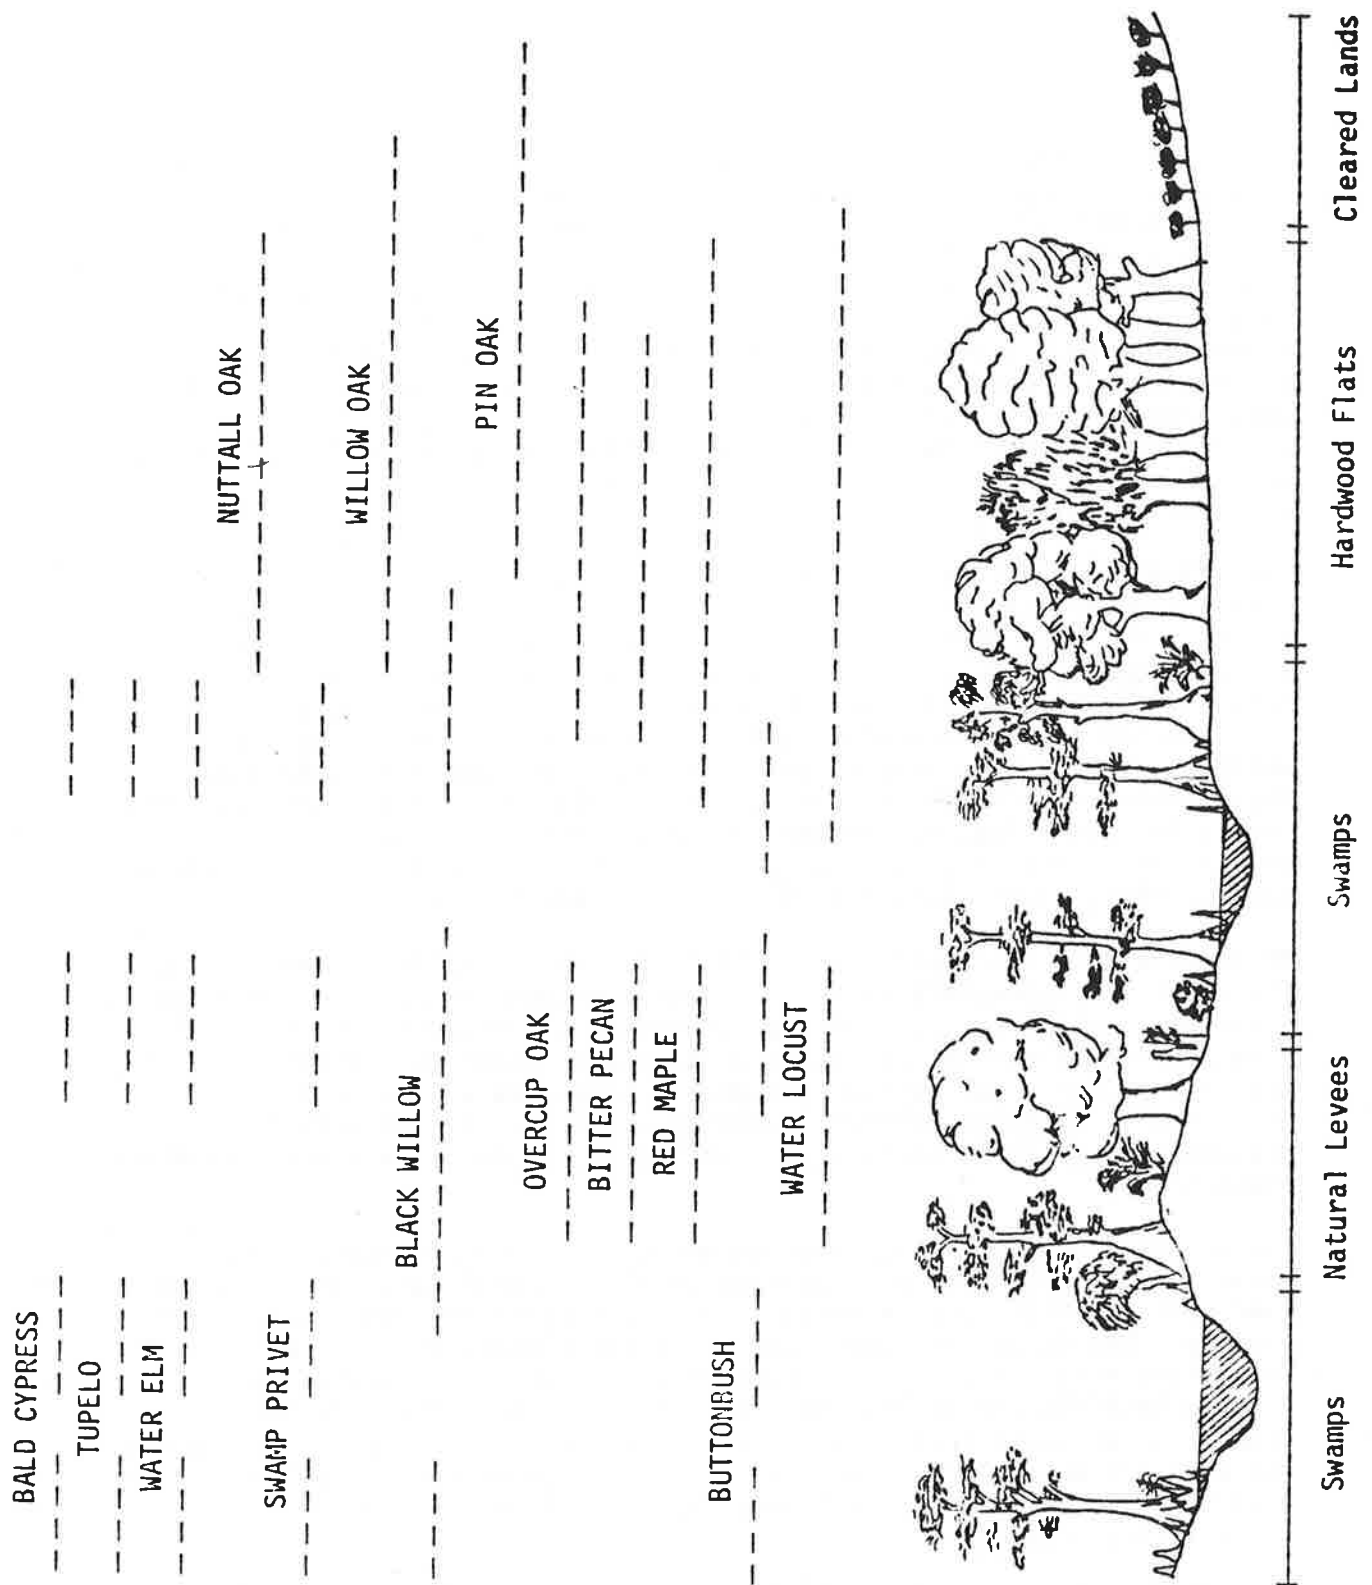 BALD CYPRESS
TUPELO
WATER ELM
NUTTALL OAK
SWAMP PRIVET
WILLOW OAK
BLACK WILLOW
PIN OAK
OVERCUP OAK
BITTER PECAN
RED MAPLE
BUTTONBUSH
WATER LOCUST
Swamps
Natural Levees
Swamps
Hardwood Flats
Cleared Lands